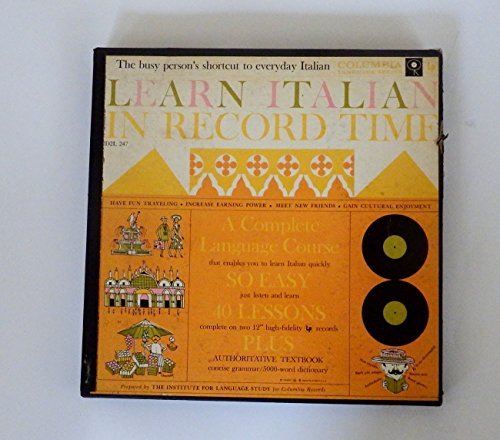 The busy person's shortcut to everyday Italian
COLUMBIA
LEARN ITALIAN
IN RECORD TIME
D2L 247
HAVE FUN TRAVELING • INCREASE EARNING POWER • MEET NEW FRIENDS • GAIN CULTURAL ENJOYMENT
A Complete
Language Course
that enables you to learn Italian quickly
SO EASY
just listen and learn
40 LESSONS
complete on two 12" high-fidelity Lp records
PLUS
AUTHORITATIVE TEXTBOOK
concise grammar/5000-word dictionary
Prepared by THE INSTITUTE FOR LANGUAGE STUDY for Columbia Records